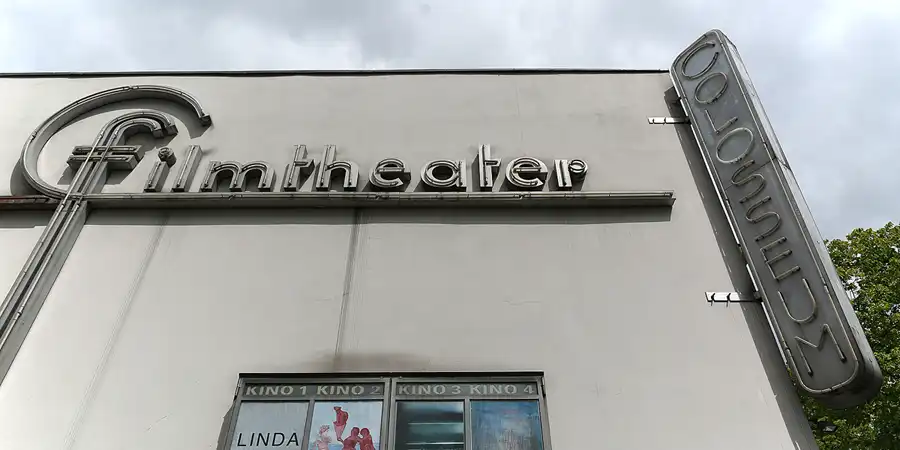 Filmtheater
COLOSSEUM
KINO 1 KINO 2 KINO 3 KINO 4
LINDA